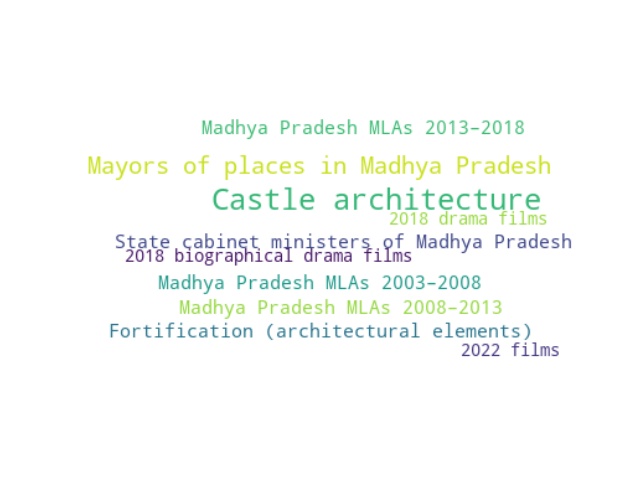 Madhya Pradesh MLAs 2013–2018
Mayors of places in Madhya Pradesh
Castle architecture
2018 drama films
State cabinet ministers of Madhya Pradesh
2018 biographical drama films
Madhya Pradesh MLAs 2003–2008
Madhya Pradesh MLAs 2008–2013
Fortification (architectural elements)
2022 films